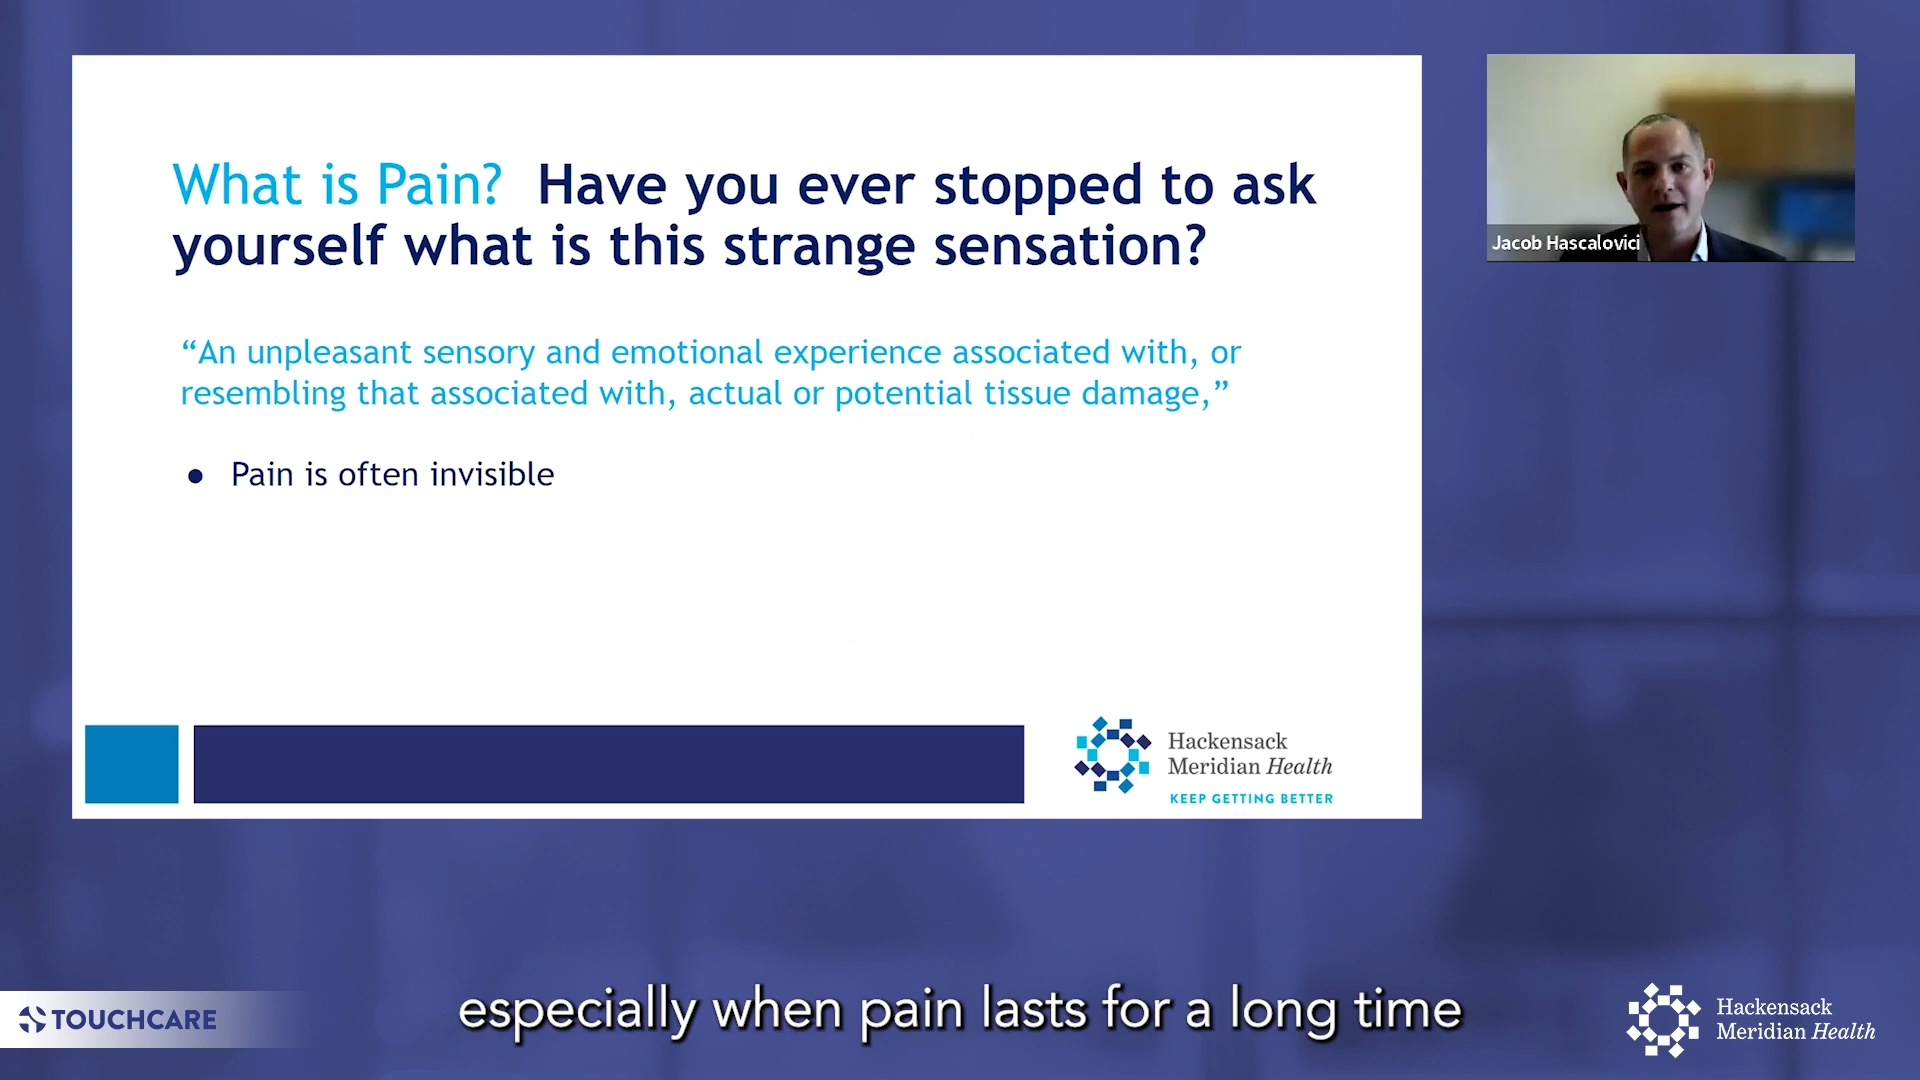 What is Pain? Have you ever stopped to ask
yourself what is this strange sensation?
“An unpleasant sensory and emotional experience associated with, or
resembling that associated with, actual or potential tissue damage,”
● Pain is often invisible
Hackensack
Meridian Health
KEEP GETTING BETTER
Jacob Hascalovici
especially when pain lasts for a long time
TOUCHCARE
Hackensack
Meridian Health